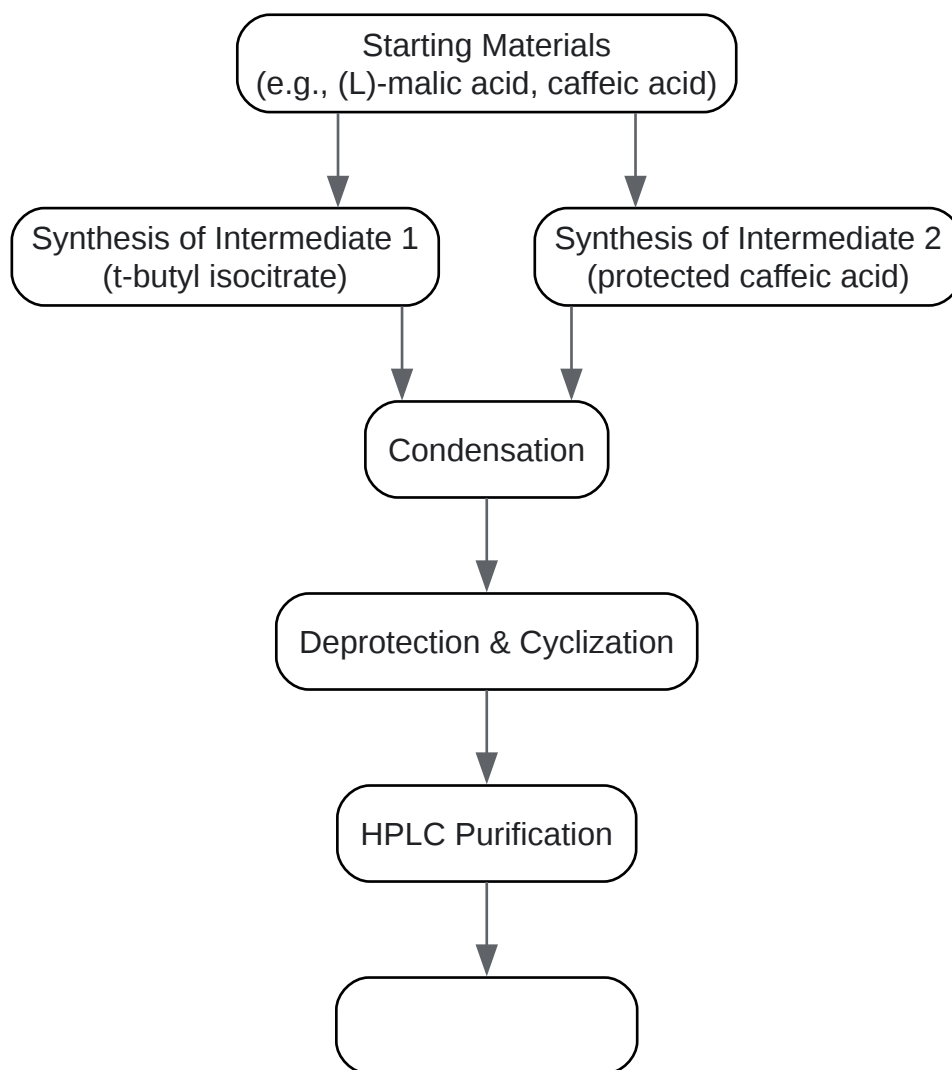 Starting Materials
(e.g., (L)-malic acid, caffeic acid)
Synthesis of Intermediate 1
(t-butyl isocitrate)
Synthesis of Intermediate 2
(protected caffeic acid)
Condensation
Deprotection & Cyclization
HPLC Purification